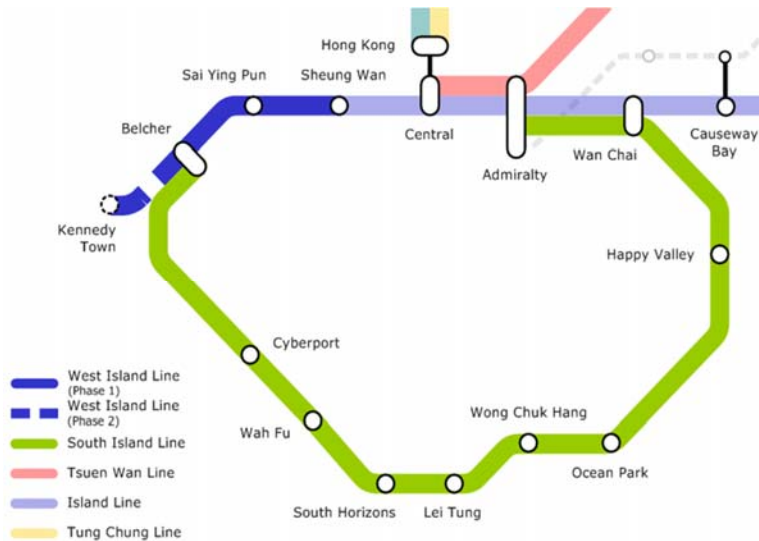 Hong Kong
Sai Ying Pun
Sheung Wan
Belcher
Central
Wan Chai
Causeway
Bay
Admiralty
Kennedy
Town
Happy Valley
Cyberport
West Island Line
(Phase 1)
West Island Line
(Phase 2)
Wah Fu
Wong Chuk Hang
South Island Line
Ocean Park
Tsuen Wan Line
South Horizons
Lei Tung
Island Line
Tung Chung Line